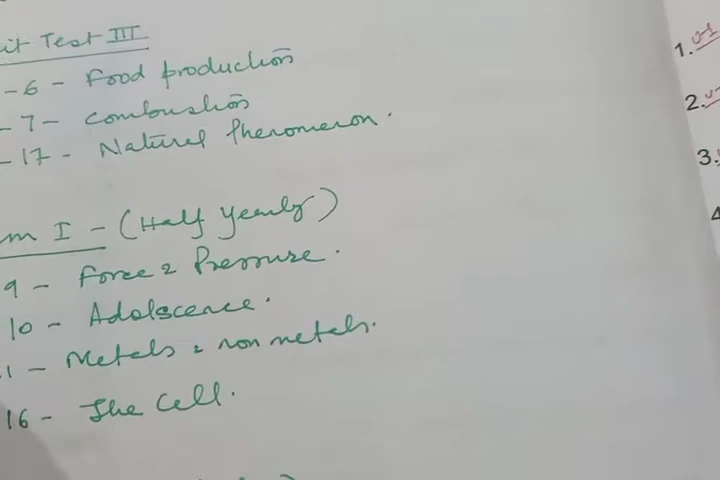 it Test III
-6 - Food production
- 7 - Combustion
- 17 - Natural Phenomenon.
m I - (Half Yearly)
9 - Force & Pressure.
10 - Adolscence.
1 - Metals & non metals.
16 - The Cell.
1.
2.
3.
4